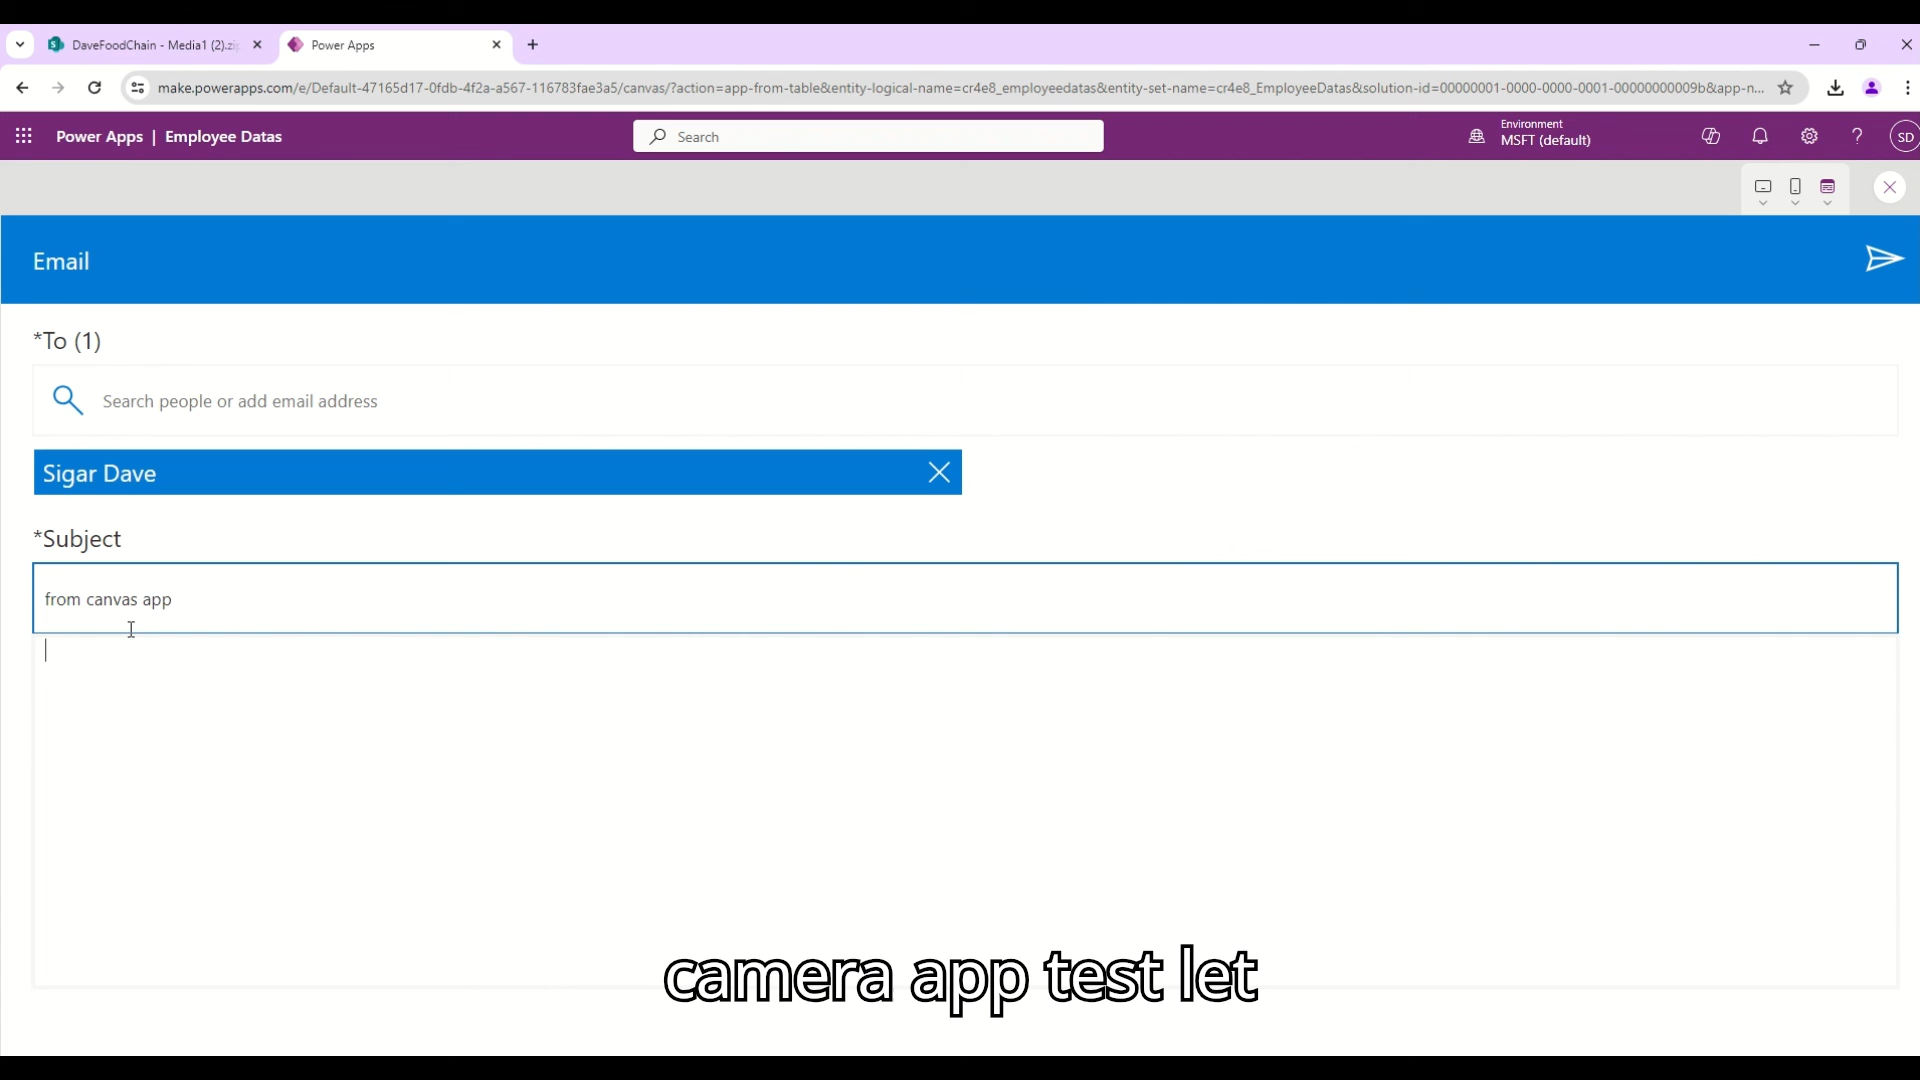 DaveFoodChain - Media1 (2).zip
Power Apps
make.powerapps.com/e/Default-47165d17-0fdb-4f2a-a567-116783fae3a5/canvas/?action=app-from-table&entity-logical-name=cr4e8_employeedatas&entity-set-name=cr4e8_EmployeeDatas&solution-id=00000001-0000-0000-0001-00000000009b&app-n...
Power Apps | Employee Datas
Search
Environment
MSFT (default)
?
SD
Email
*To (1)
Search people or add email address
Sigar Dave
*Subject
from canvas app
camera app test let